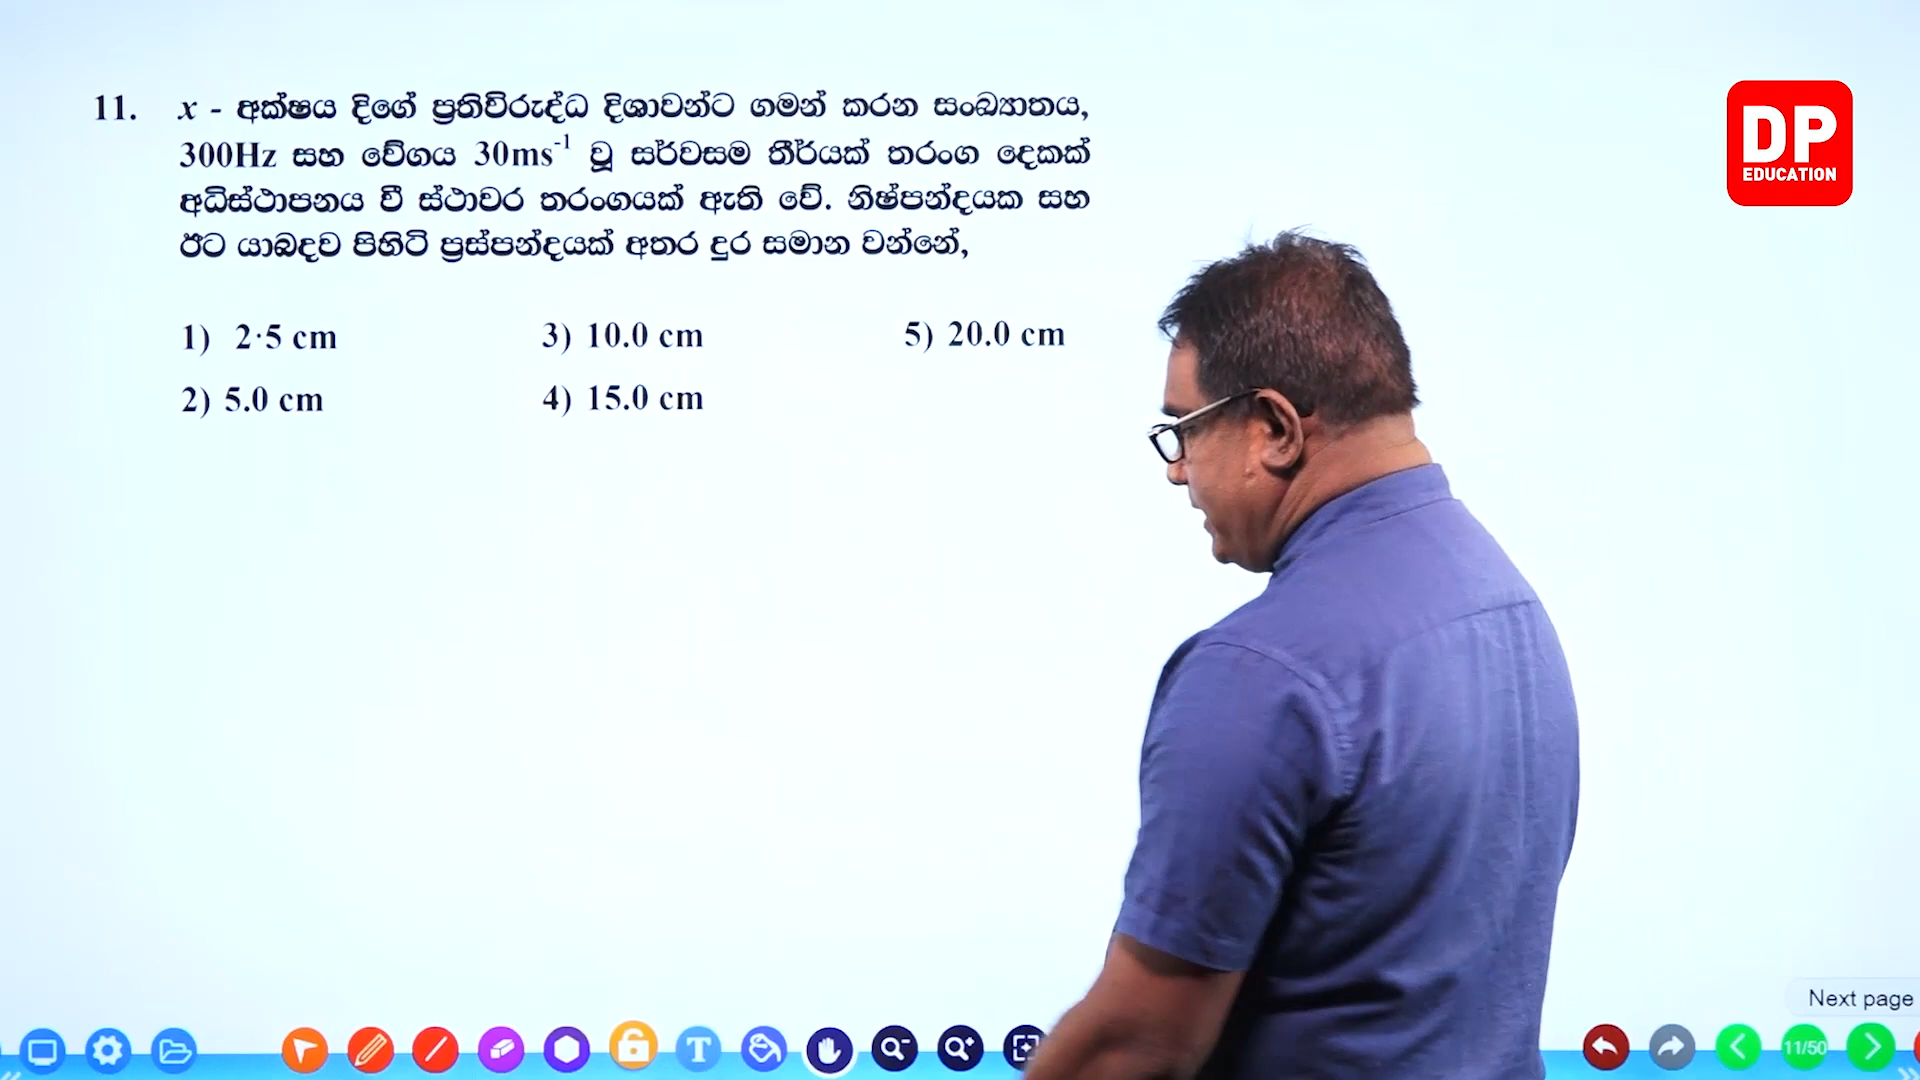 DP
EDUCATION
11. x - අක්ෂය දිගේ ප්‍රතිවිරුද්ධ දිශාවන්ට ගමන් කරන සංඛ්‍යාතය,
300Hz සහ වේගය 30ms⁻¹ වූ සර්වසම තීර්යක් තරංග දෙකක්
අධිස්ථාපනය වී ස්ථාවර තරංගයක් ඇති වේ. නිෂ්පන්දයක සහ
ඊට යාබදව පිහිටි ප්‍රස්පන්දයක් අතර දුර සමාන වන්නේ,
1) 2·5 cm 3) 10.0 cm 5) 20.0 cm
2) 5.0 cm 4) 15.0 cm
Next page
T 11/50